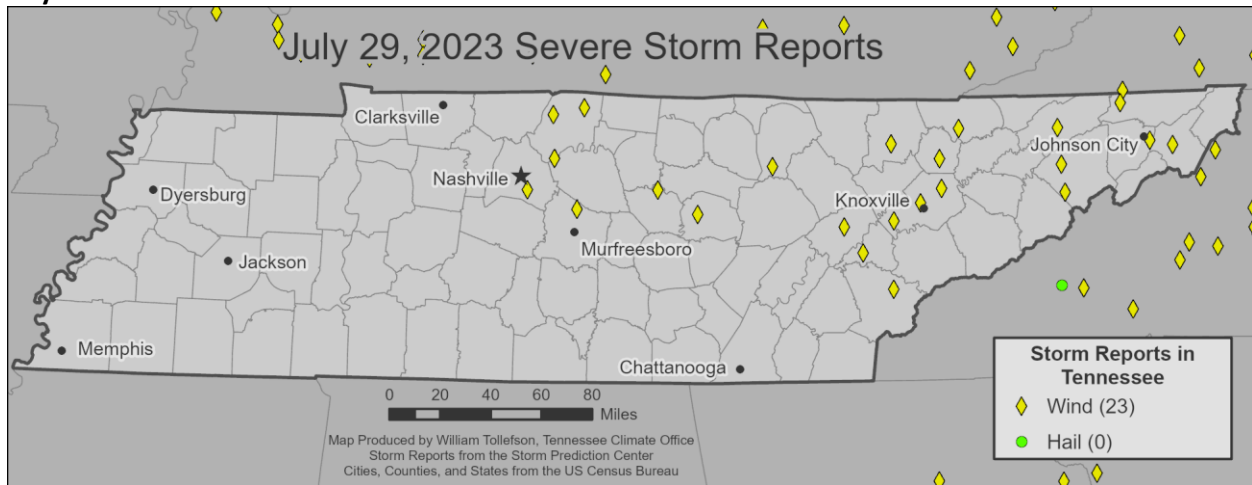 July 29, 2023 Severe Storm Reports
Clarksville
Johnson City
Nashville
Dyersburg
Knoxville
Murfreesboro
Jackson
Memphis
Chattanooga
Storm Reports in
Tennessee
Wind (23)
Hail (0)
0 20 40 60 80
Miles
Map Produced by William Tollefson, Tennessee Climate Office
Storm Reports from the Storm Prediction Center
Cities, Counties, and States from the US Census Bureau